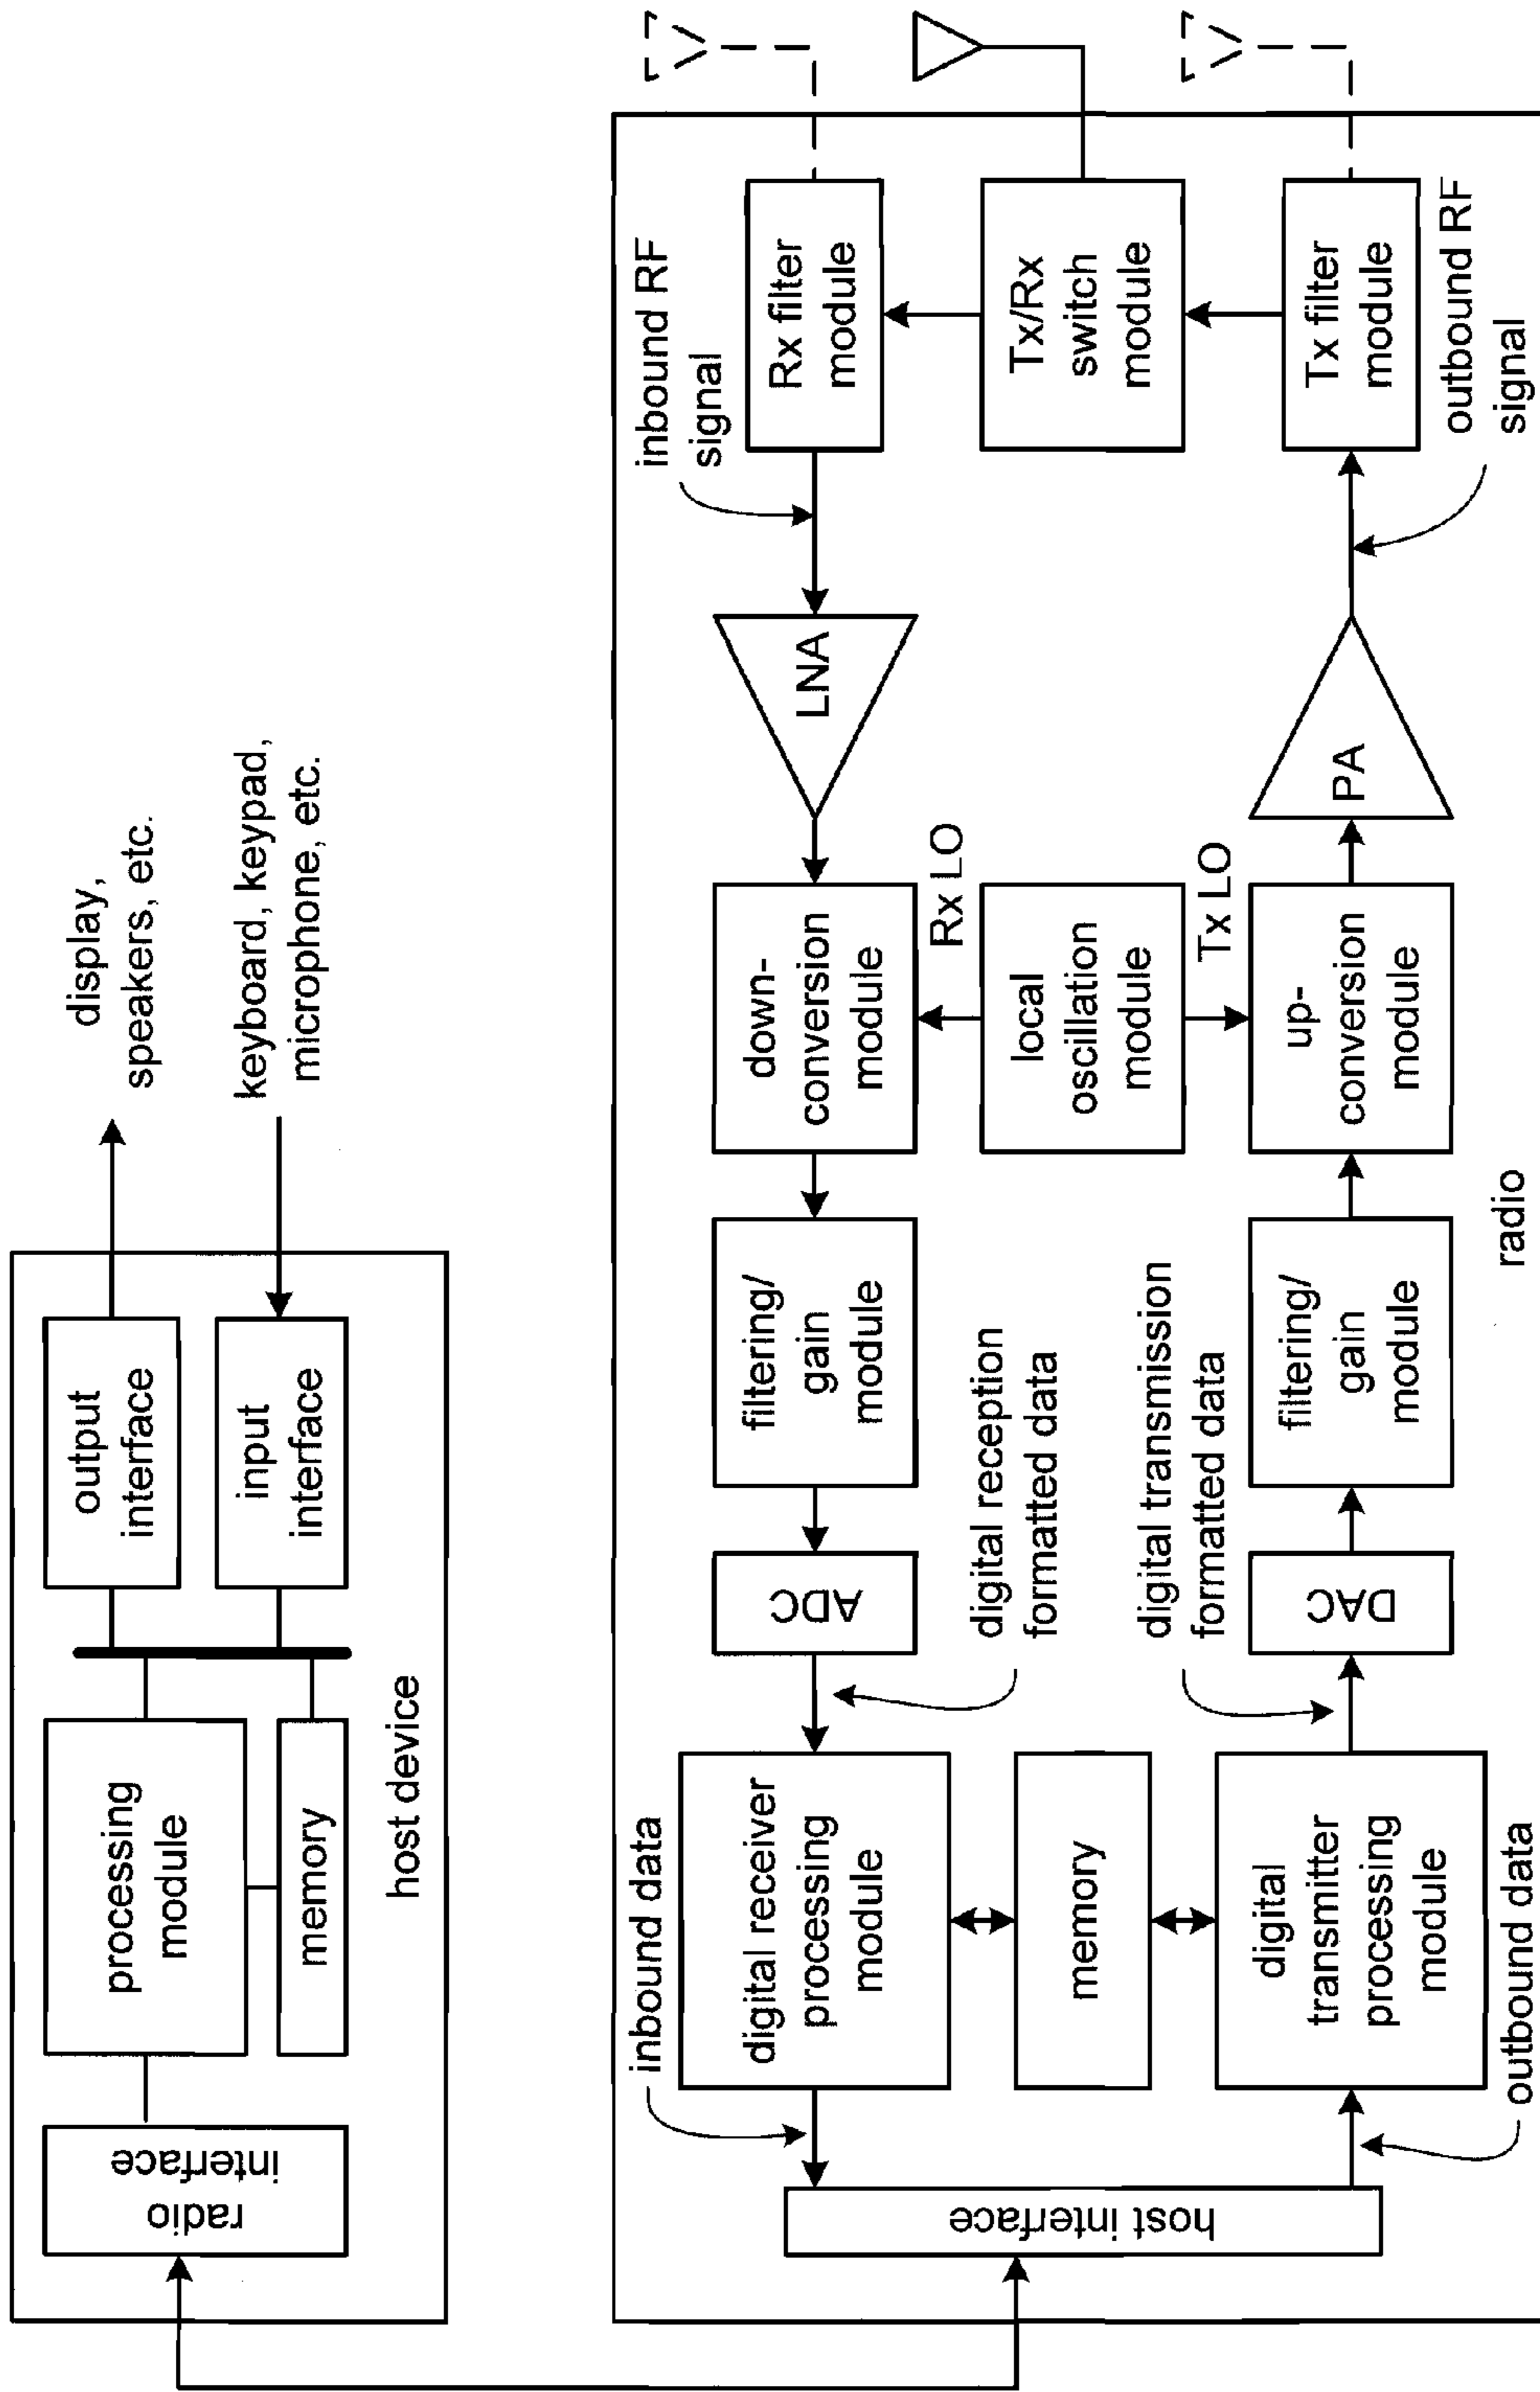 display,
speakers, etc.
keyboard, keypad,
microphone, etc.
output
interface
input
interface
processing
module
memory
radio
interface
host device
inbound RF
signal
Rx filter
module
Tx/Rx
switch
module
Tx filter
module
outbound RF
signal
LNA
PA
down-
conversion
module
Rx LO
local
oscillation
module
Tx LO
up-
conversion
module
filtering/
gain
module
filtering/
gain
module
radio
ADC
digital reception
formatted data
digital transmission
formatted data
DAC
inbound data
digital receiver
processing
module
memory
digital
transmitter
processing
module
outbound data
host interface